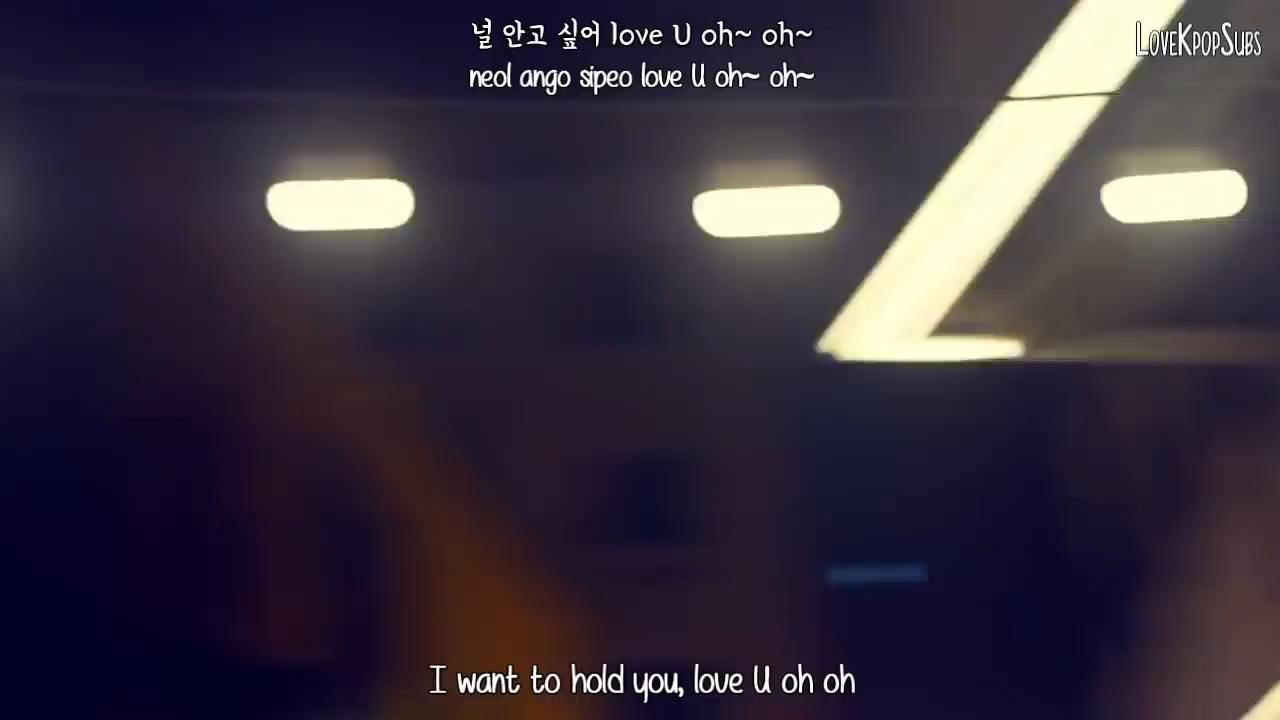 널 안고 싶어 love U oh~ oh~
LoveKpopSubs
neol ango sipeo love U oh~ oh~
I want to hold you, love U oh oh